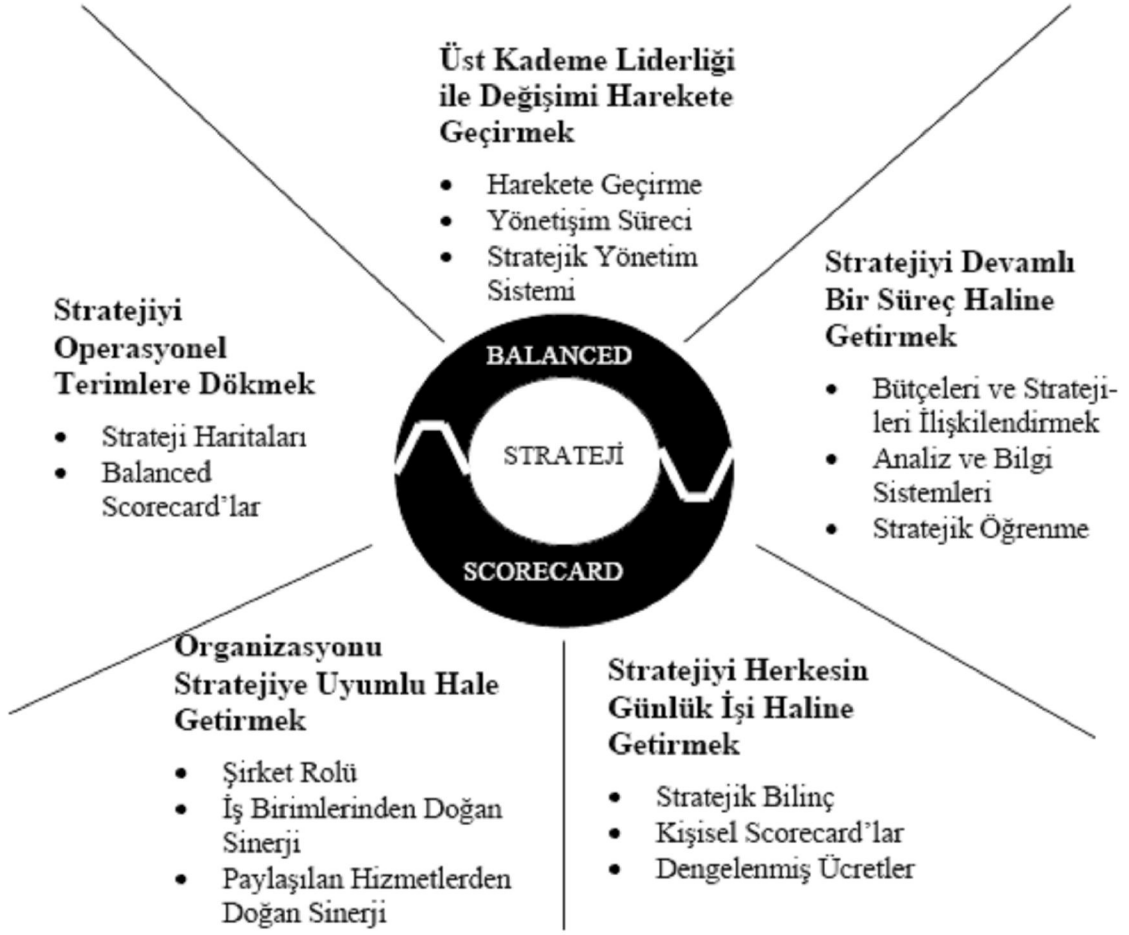 Üst Kademe Liderliği
ile Değişimi Harekete
Geçirmek
• Harekete Geçirme
• Yönetişim Süreci
• Stratejik Yönetim
Sistemi
Stratejiyi Devamlı
Bir Süreç Haline
Getirmek
• Bütçeleri ve Strateji-
leri İlişkilendirmek
• Analiz ve Bilgi
Sistemleri
• Stratejik Öğrenme
Stratejiyi
Operasyonel
Terimlere Dökmek
• Strateji Haritaları
• Balanced
Scorecard’lar
BALANCED
STRATEJİ
SCORECARD
Organizasyonu
Stratejiye Uyumlu Hale
Getirmek
• Şirket Rolü
• İş Birimlerinden Doğan
Sinerji
• Paylaşılan Hizmetlerden
Doğan Sinerji
Stratejiyi Herkesin
Günlük İşi Haline
Getirmek
• Stratejik Bilinç
• Kişisel Scorecard’lar
• Dengelenmiş Ücretler